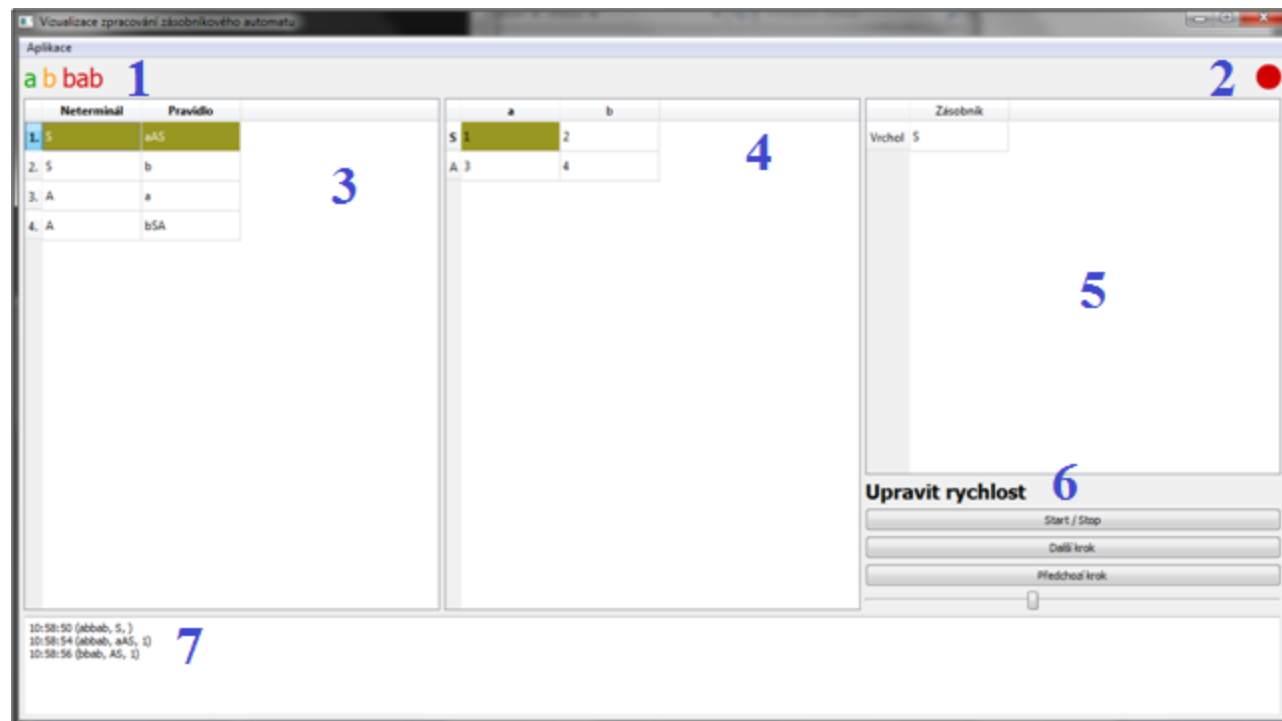 Vizualizace zpracování zásobníkového automatu
Aplikace
a b bab 1 2
Neterminál Pravidlo
1. S aAS
2. S b
3. A a
4. A bSA
3
a b
S 1 2
A 3 4
4
Zásobník
Vrchol S
5
Upravit rychlost 6
Start / Stop
Další krok
Předchozí krok
10:58:50 (abbab, S, )
10:58:54 (abbab, aAS, 1)
10:58:56 (bbab, AS, 1)
7